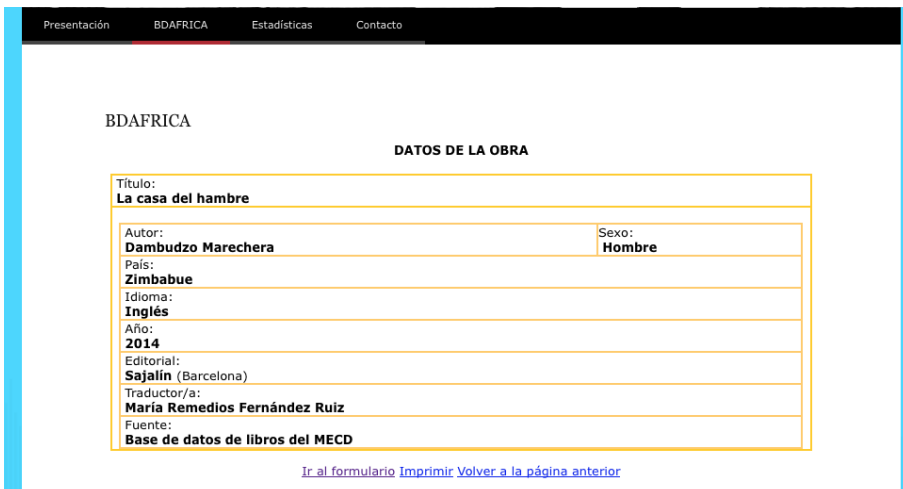 Presentación BDAFRICA Estadísticas Contacto
BDAFRICA
DATOS DE LA OBRA
Título:
La casa del hambre
Autor: Sexo:
Dambudzo Marechera Hombre
País:
Zimbabue
Idioma:
Inglés
Año:
2014
Editorial:
Sajalín (Barcelona)
Traductor/a:
María Remedios Fernández Ruiz
Fuente:
Base de datos de libros del MECD
Ir al formulario Imprimir Volver a la página anterior